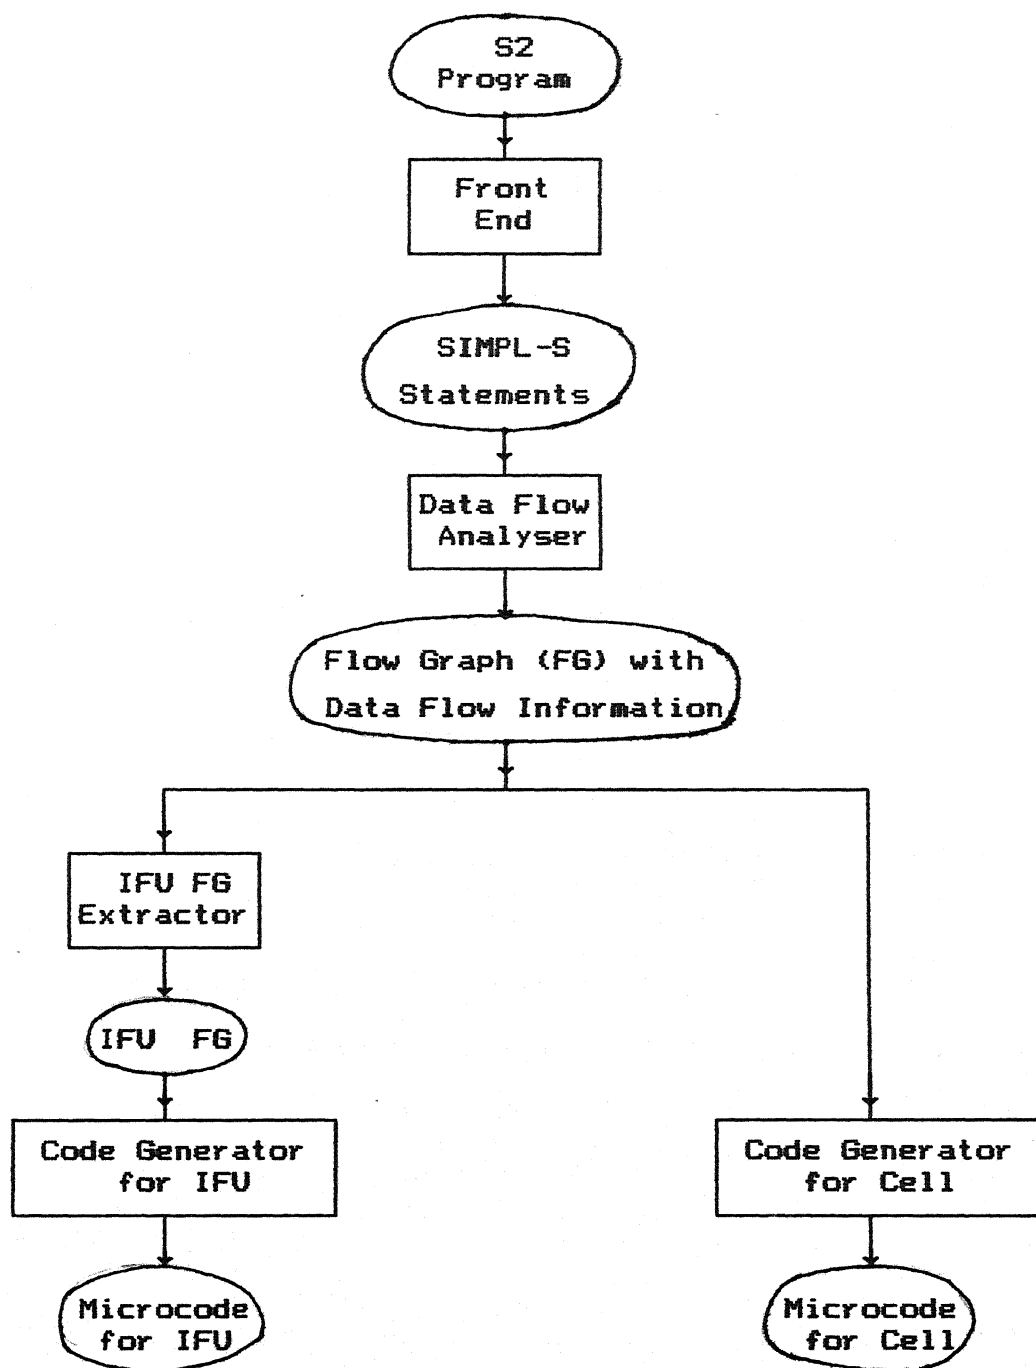 S2
Program
Front
End
SIMPL-S
Statements
Data Flow
Analyser
Flow Graph (FG) with
Data Flow Information
IFU FG
Extractor
IFU FG
Code Generator
for IFU
Code Generator
for Cell
Microcode
for IFU
Microcode
for Cell